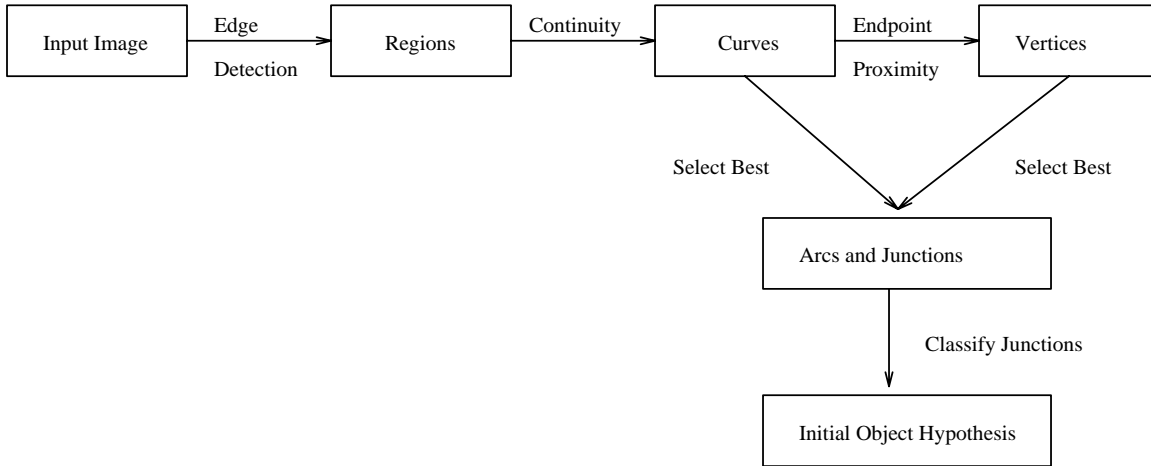 Input Image
Edge
Detection
Regions
Continuity
Curves
Endpoint
Proximity
Vertices
Select Best
Select Best
Arcs and Junctions
Classify Junctions
Initial Object Hypothesis